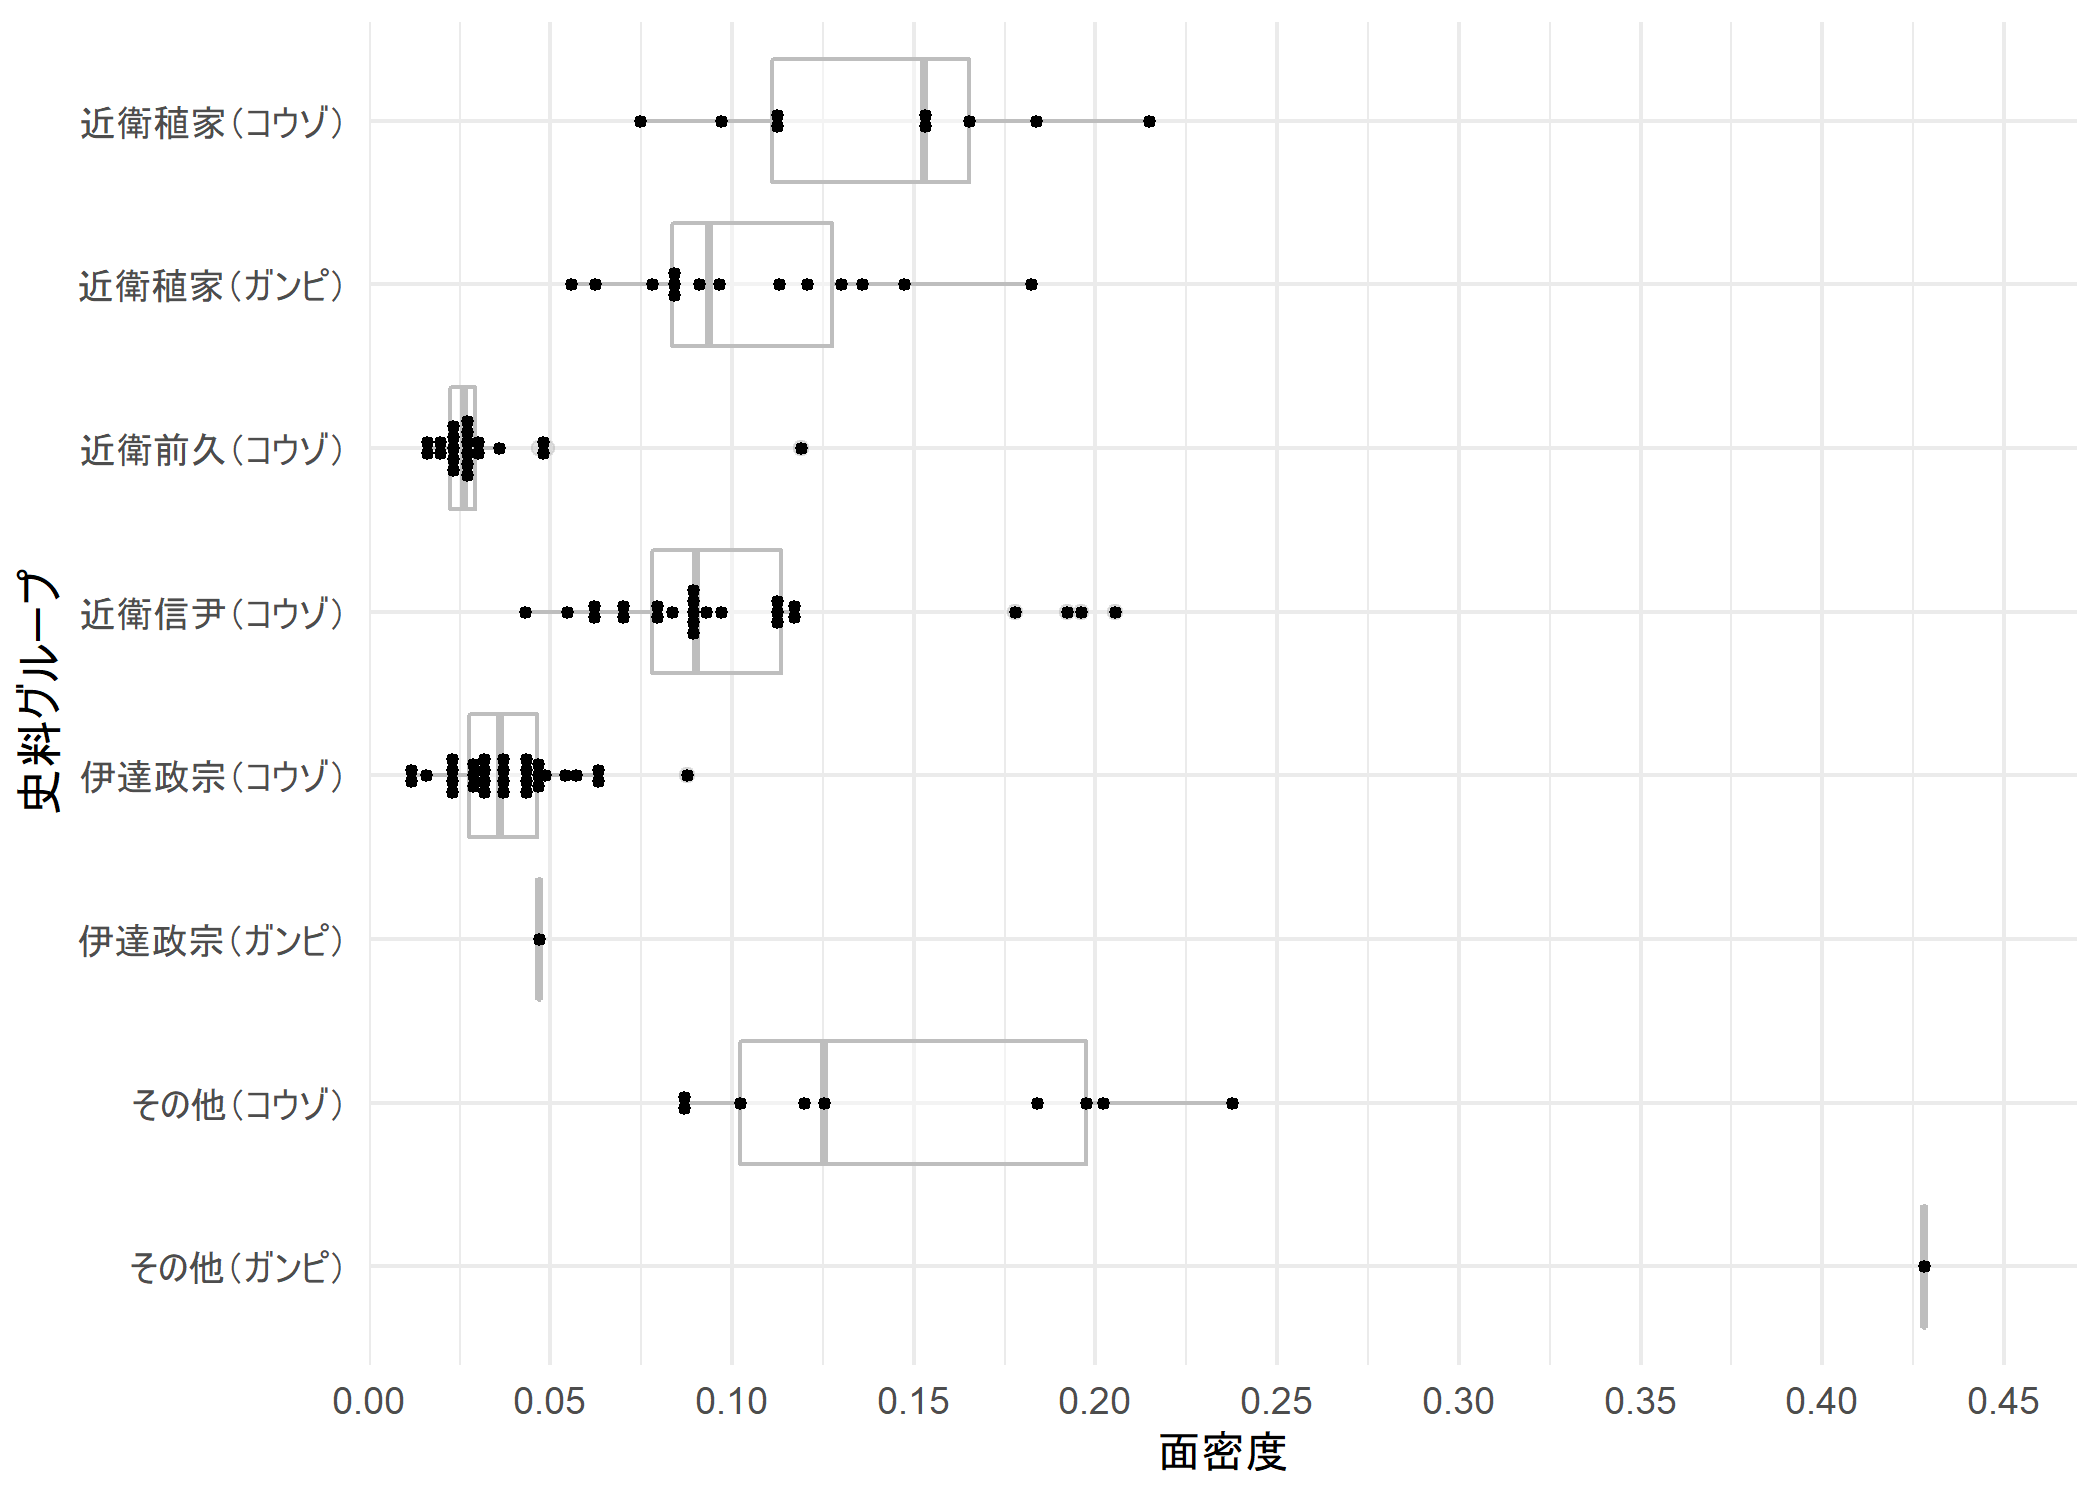 近衛稙家（コウゾ）
近衛稙家（ガンピ）
近衛前久（コウゾ）
近衛信尹（コウゾ）
伊達政宗（コウゾ）
伊達政宗（ガンピ）
その他（コウゾ）
その他（ガンピ）
史料グループ
0.00 0.05 0.10 0.15 0.20 0.25 0.30 0.35 0.40 0.45
面密度